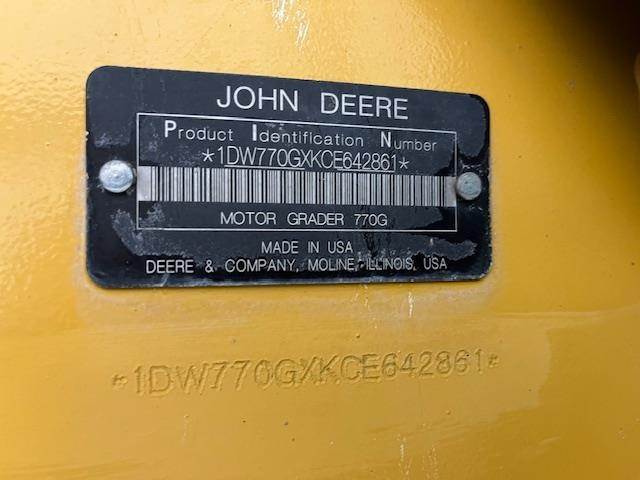 JOHN DEERE
Product Identification Number
*1DW770GXKCE642861*
MOTOR GRADER 770G
MADE IN USA
DEERE & COMPANY, MOLINE, ILLINOIS, USA
*1DW770GXKCE642861*